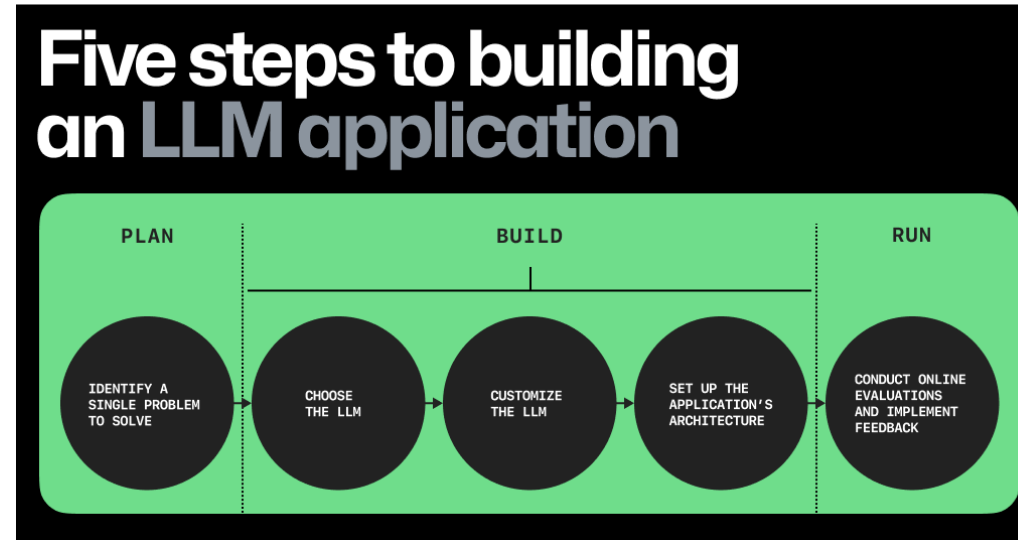 Five steps to building
an LLM application
PLAN
BUILD
RUN
IDENTIFY A
SINGLE PROBLEM
TO SOLVE
CHOOSE
THE LLM
CUSTOMIZE
THE LLM
SET UP THE
APPLICATION'S
ARCHITECTURE
CONDUCT ONLINE
EVALUATIONS
AND IMPLEMENT
FEEDBACK